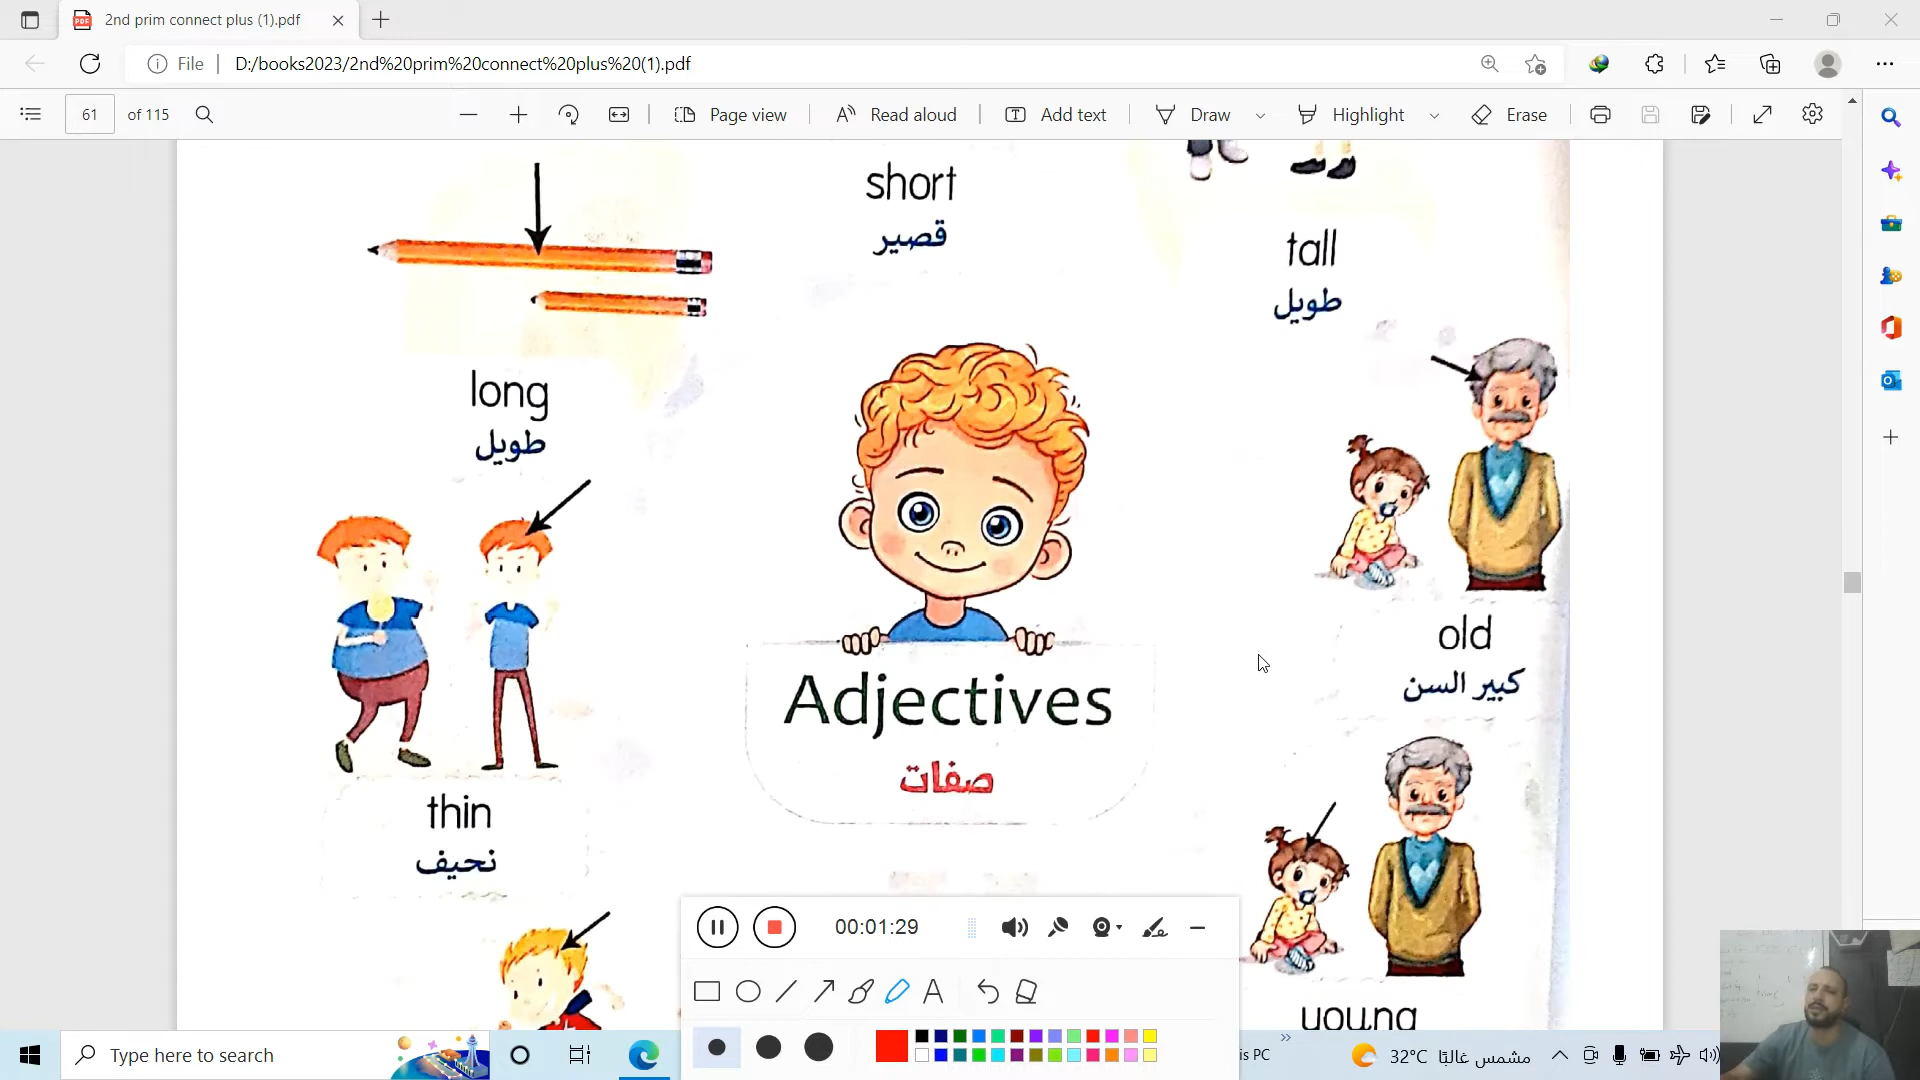 2nd prim connect plus (1).pdf
File
D:/books2023/2nd%20prim%20connect%20plus%20(1).pdf
61 of 115
Page view
Read aloud
Add text
Draw
Highlight
Erase
short
قصير
tall
طويل
long
طويل
old
كبير السن
Adjectives
صفات
thin
نحيف
young
00:01:29
Type here to search
is PC
32°C مشمس غالبًا